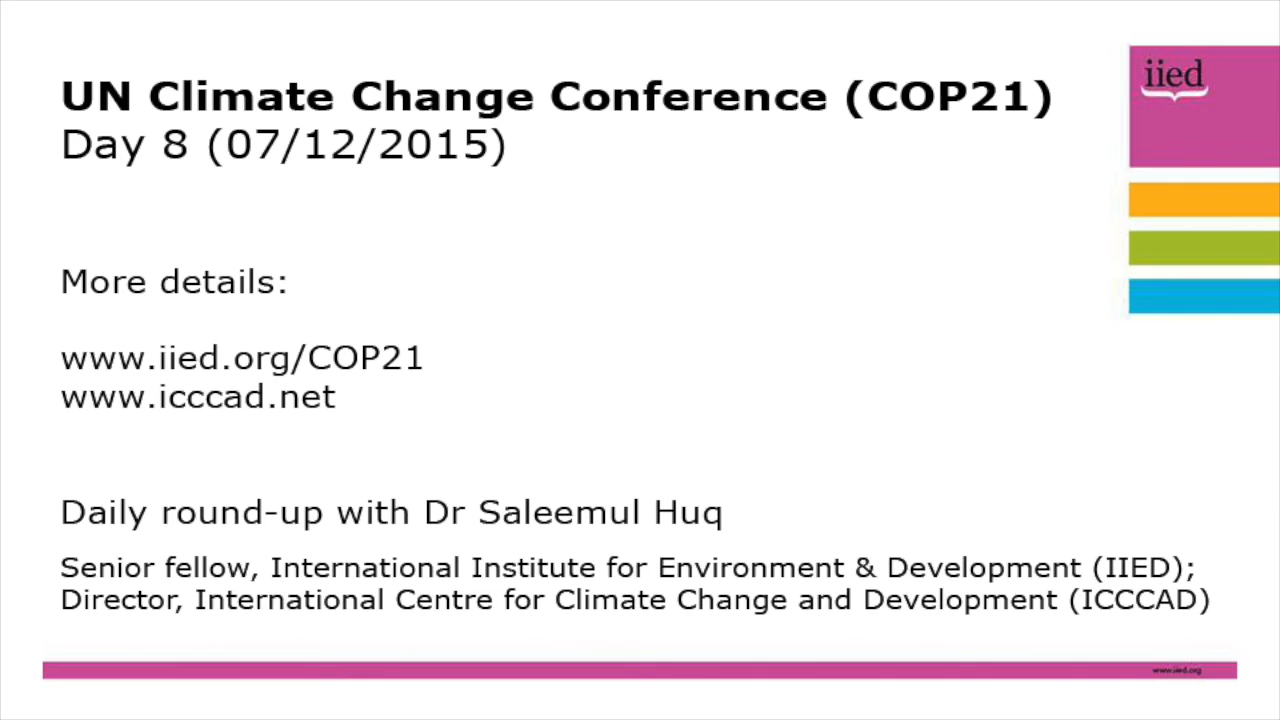 UN Climate Change Conference (COP21)
Day 8 (07/12/2015)
iied
More details:
www.iied.org/COP21
www.icccad.net
Daily round-up with Dr Saleemul Huq
Senior fellow, International Institute for Environment & Development (IIED);
Director, International Centre for Climate Change and Development (ICCCAD)
www.iied.org